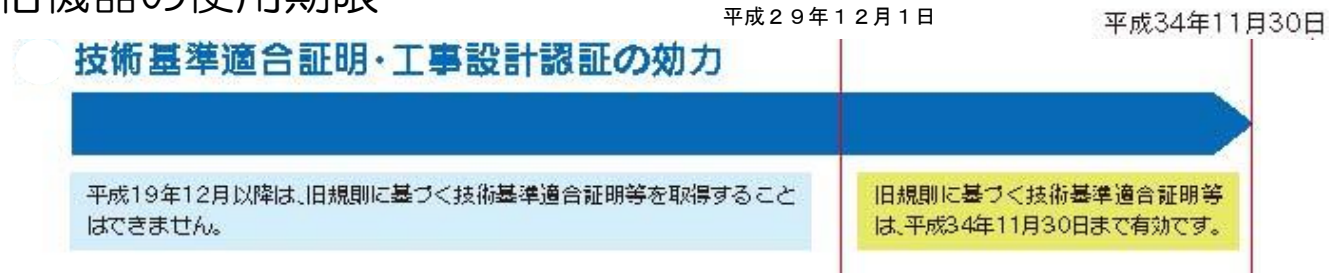 旧機器の使用期限
平成２９年１２月１日
平成34年11月30日
技術基準適合証明・工事設計認証の効力
平成19年12月以降は、旧規則に基づく技術基準適合証明等を取得すること
はできません。
旧規則に基づく技術基準適合証明等
は、平成34年11月30日まで有効です。